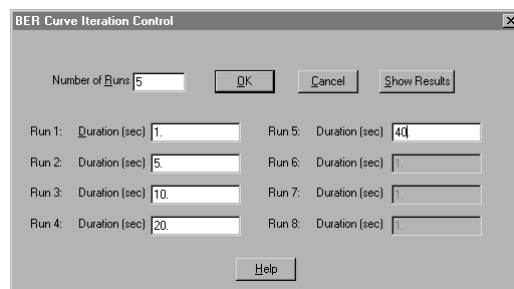 BER Curve Iteration Control
Number of Runs 5 OK Cancel Show Results
Run 1: Duration (sec) 1. Run 5: Duration (sec) 40
Run 2: Duration (sec) 5. Run 6: Duration (sec) 1.
Run 3: Duration (sec) 10. Run 7: Duration (sec) 1.
Run 4: Duration (sec) 20. Run 8: Duration (sec) 1.
Help